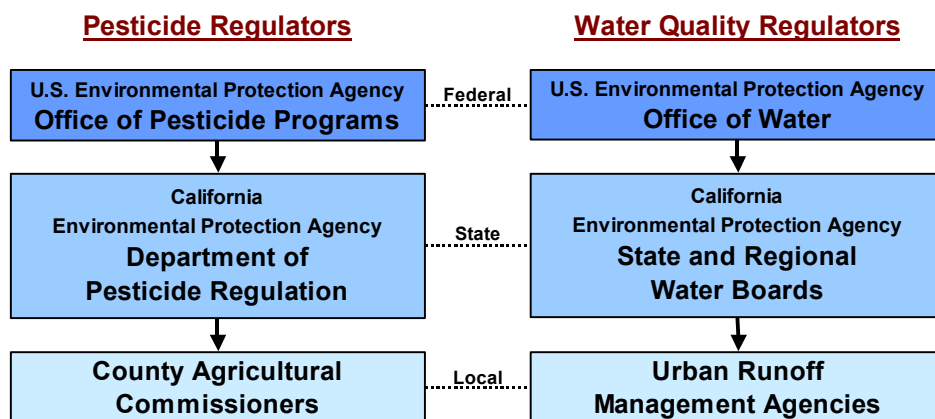 Pesticide Regulators
Water Quality Regulators
U.S. Environmental Protection Agency
Office of Pesticide Programs
Federal
U.S. Environmental Protection Agency
Office of Water
California
Environmental Protection Agency
Department of
Pesticide Regulation
State
California
Environmental Protection Agency
State and Regional
Water Boards
County Agricultural
Commissioners
Local
Urban Runoff
Management Agencies